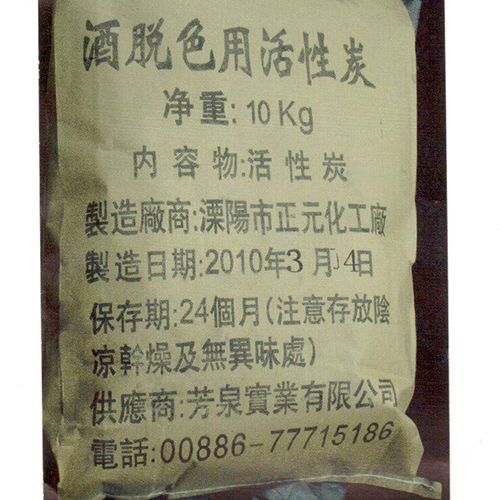 酒脱色用活性炭
净重: 10Kg
内容物:活性炭
製造廠商:溧陽市正元化工廠
製造日期:2010年3月14日
保存期:24個月(注意存放陰
凉幹燥及無異味處)
供應商:芳泉實業有限公司
電話:00886-77715186